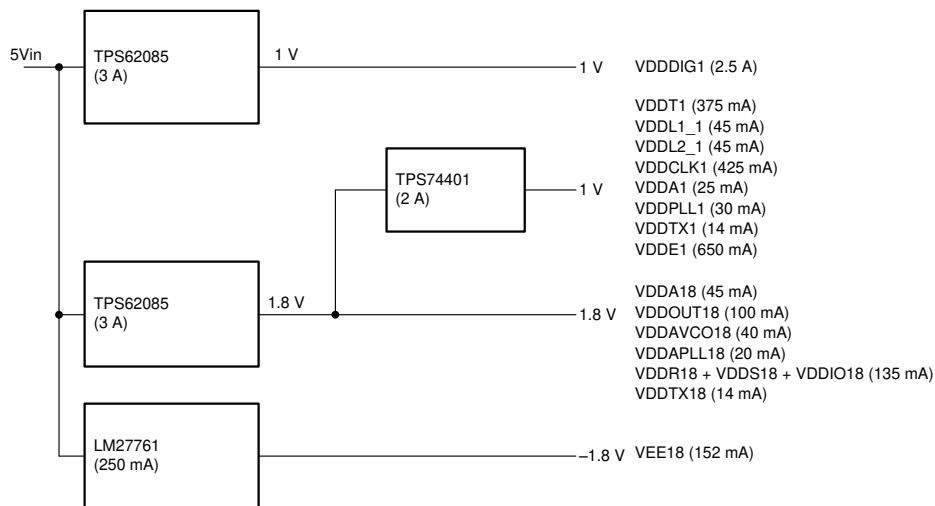 5Vin
TPS62085
(3 A)
1 V
1 V
VDDDIG1 (2.5 A)
VDDT1 (375 mA)
VDDL1_1 (45 mA)
VDDL2_1 (45 mA)
VDDCLK1 (425 mA)
TPS74401
(2 A)
1 V
VDDA1 (25 mA)
VDDPLL1 (30 mA)
VDDTX1 (14 mA)
VDDE1 (650 mA)
TPS62085
(3 A)
1.8 V
1.8 V
VDDA18 (45 mA)
VDDOUT18 (100 mA)
VDDAVCO18 (40 mA)
VDDAPLL18 (20 mA)
VDDR18 + VDDS18 + VDDIO18 (135 mA)
VDDTX18 (14 mA)
LM27761
(250 mA)
–1.8 V
VEE18 (152 mA)